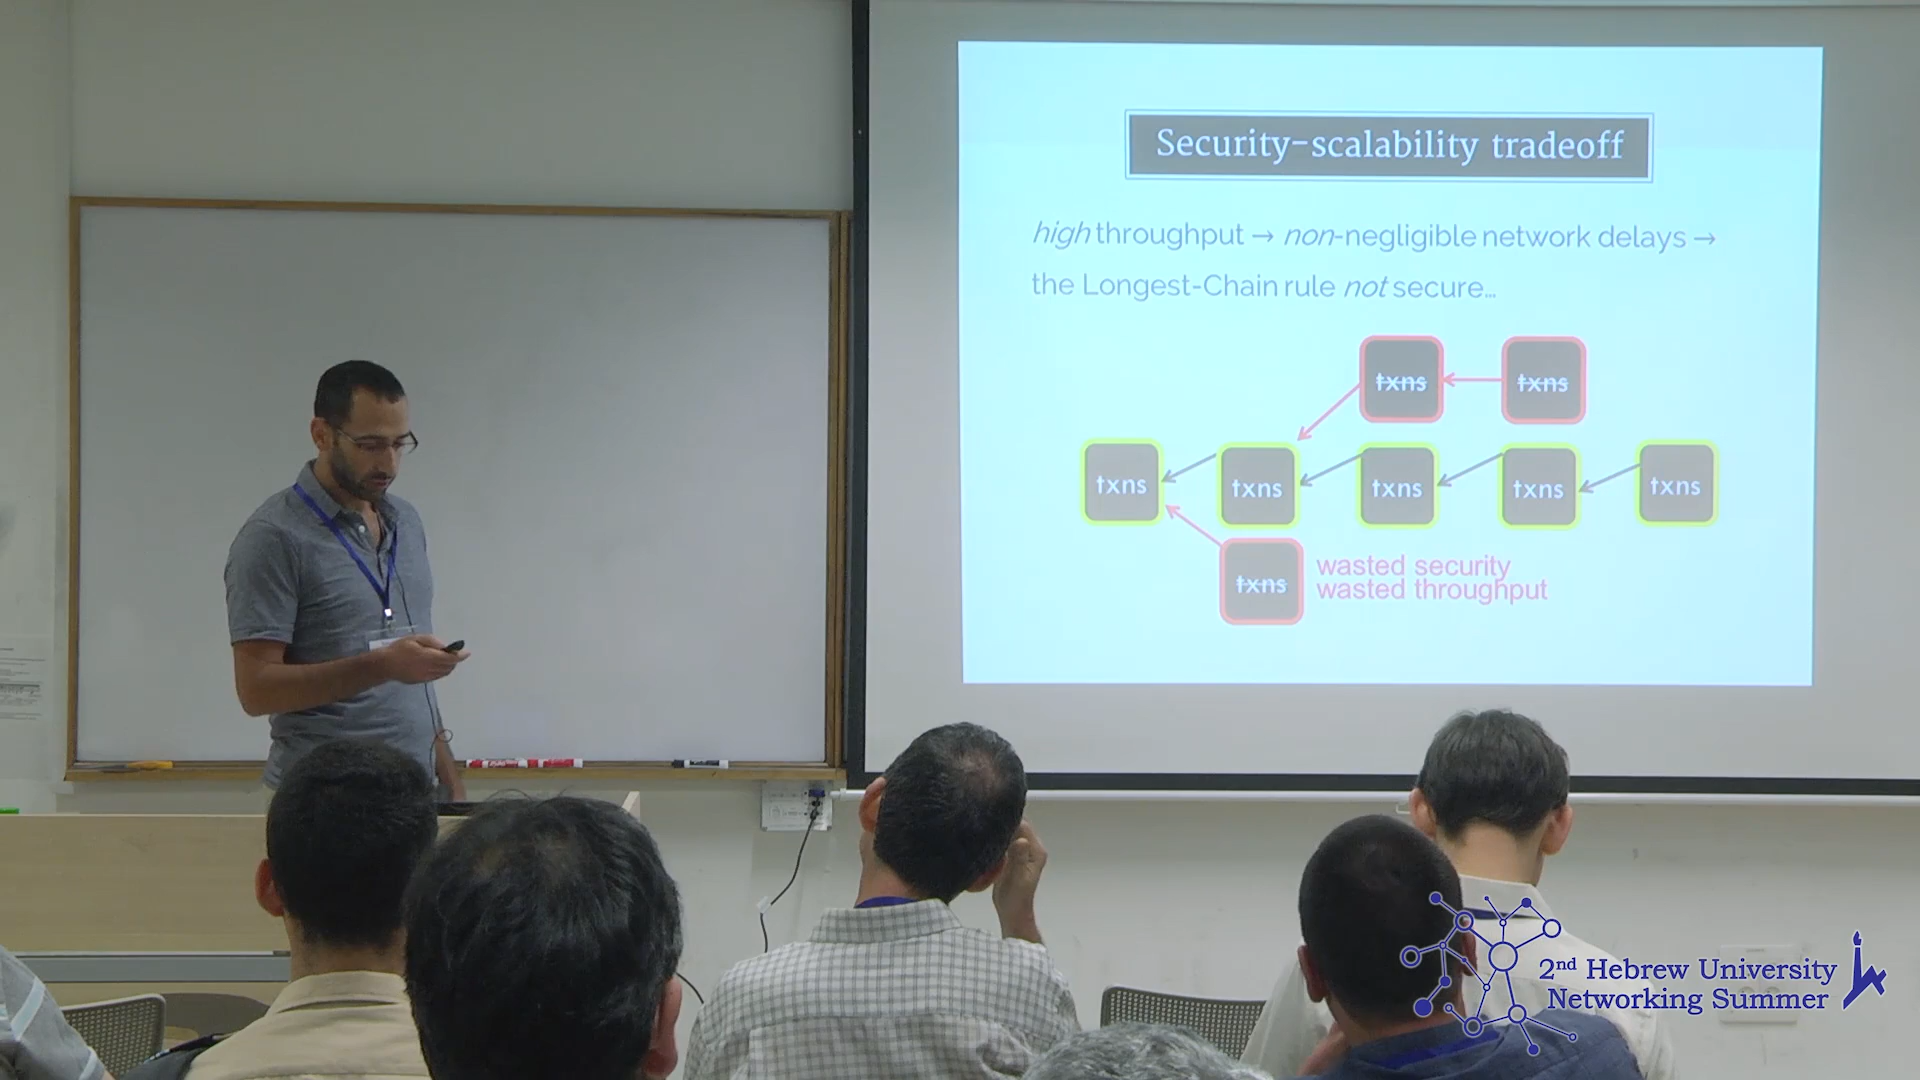 Security-scalability tradeoff
high throughput → non-negligible network delays →
the Longest-Chain rule not secure...
txns txns
txns txns txns txns txns
txns
wasted security
wasted throughput
2nd Hebrew University
Networking Summer